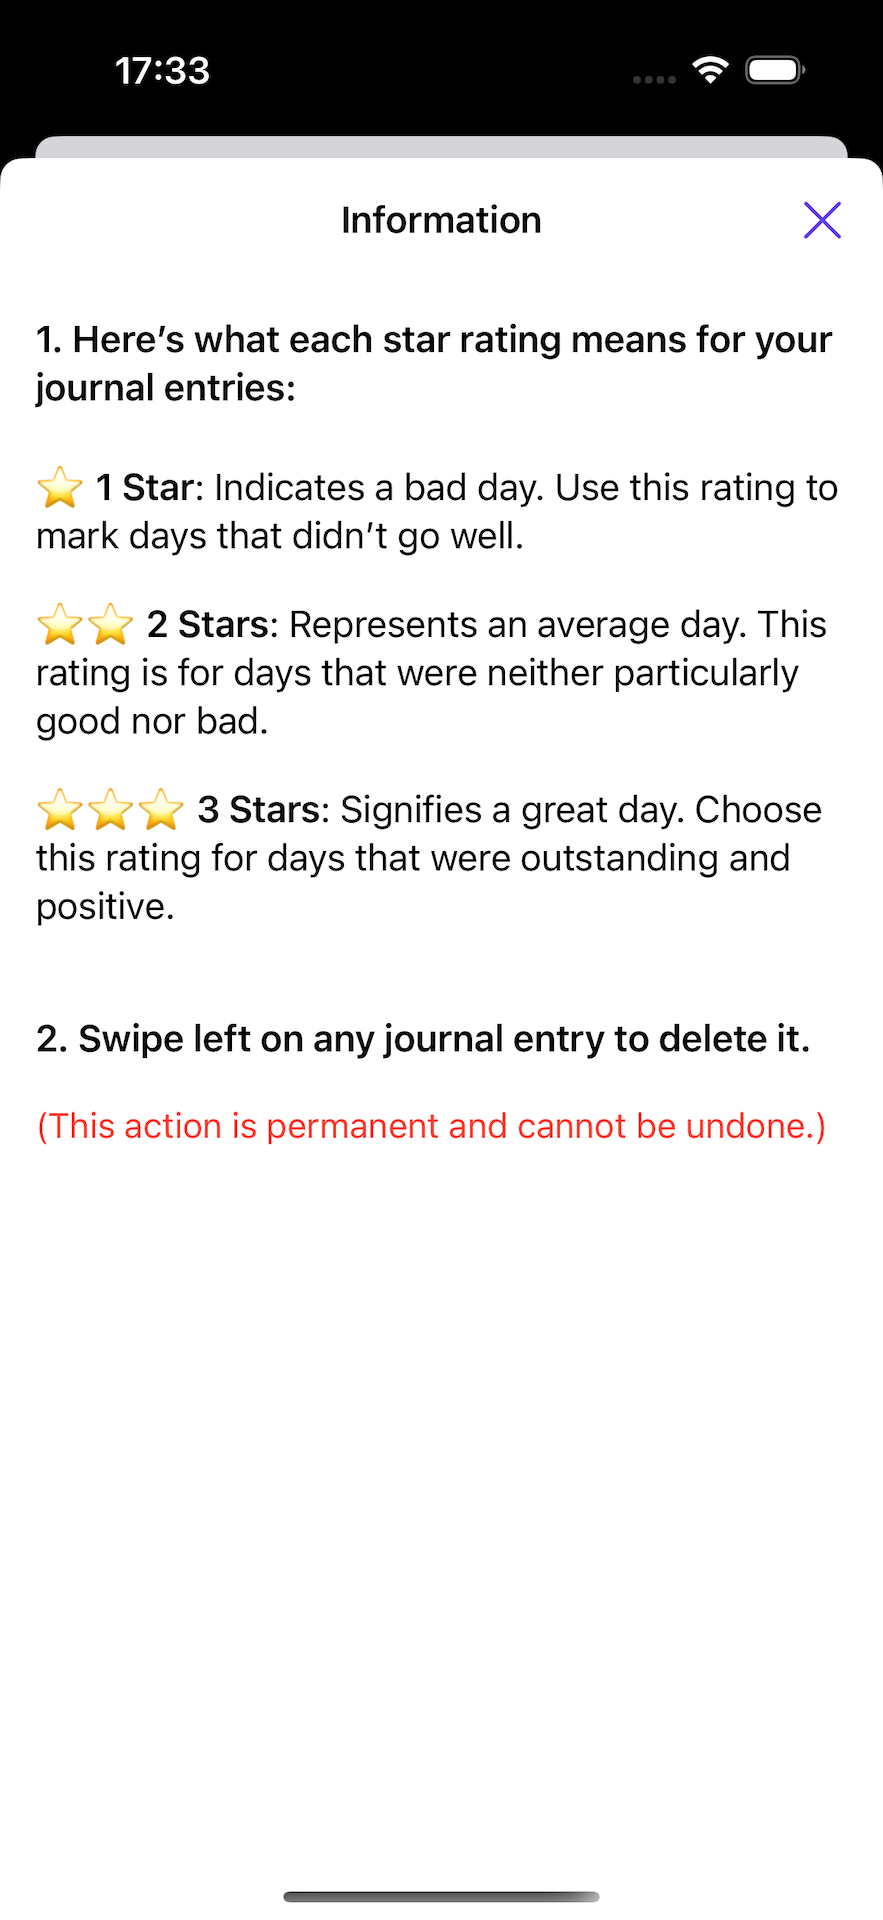 17:33
Information
1. Here’s what each star rating means for your
journal entries:
⭐ 1 Star: Indicates a bad day. Use this rating to
mark days that didn’t go well.
⭐⭐ 2 Stars: Represents an average day. This
rating is for days that were neither particularly
good nor bad.
⭐⭐⭐ 3 Stars: Signifies a great day. Choose
this rating for days that were outstanding and
positive.
2. Swipe left on any journal entry to delete it.
(This action is permanent and cannot be undone.)